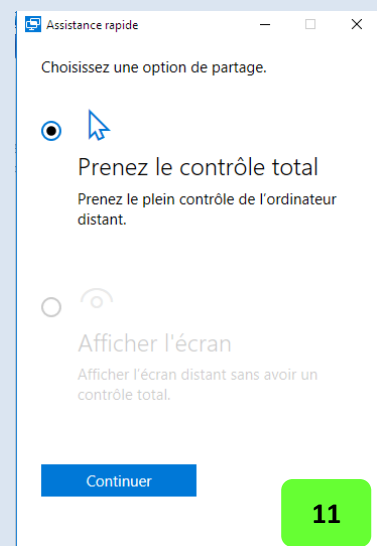 Assistance rapide
Choisissez une option de partage.
Prenez le contrôle total
Prenez le plein contrôle de l'ordinateur
distant.
Afficher l'écran
Afficher l'écran distant sans avoir un
contrôle total.
Continuer
11